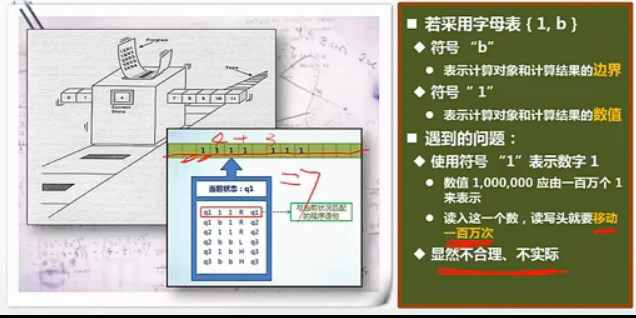 Program
Tape
Current
State
4 + 3
1 1 1 1 1 1 1
=7
当前状态：q1
q1 1 1 R q1
q1 b 1 R q2
q2 1 1 R q2
q2 b b L q3
q3 1 b H q3
q3 b b H q3
与当前状况匹配
的程序语句
若采用字母表 { 1, b }
符号 “b”
表示计算对象和计算结果的边界
符号 “ 1”
表示计算对象和计算结果的数值
遇到的问题：
使用符号 “1” 表示数字 1
数值 1,000,000 应由一百万个 1
来表示
读入这一个数，读写头就要移动
一百万次
显然不合理、不实际